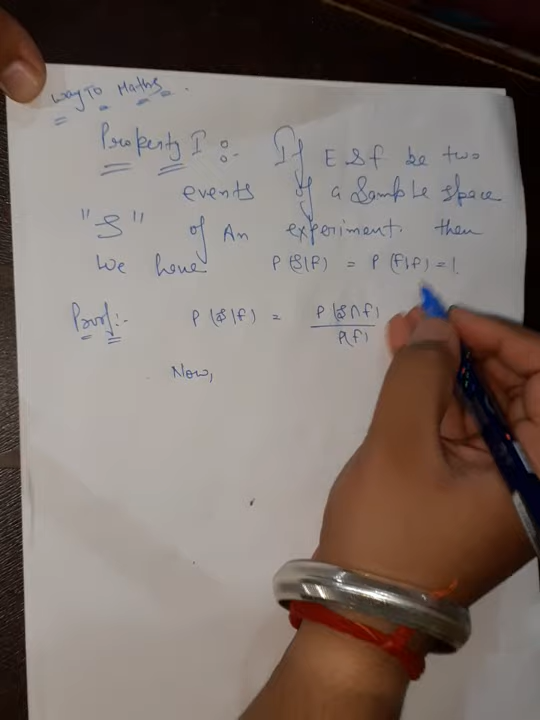 Way To Maths.
Property I :- If E & f be two
events of a Sample space
"S" of An experiment. then
We have P(S|f) = P(f|f) = 1.
Proof:- P(S|f) = P(S∩f)
P(f)
Now,